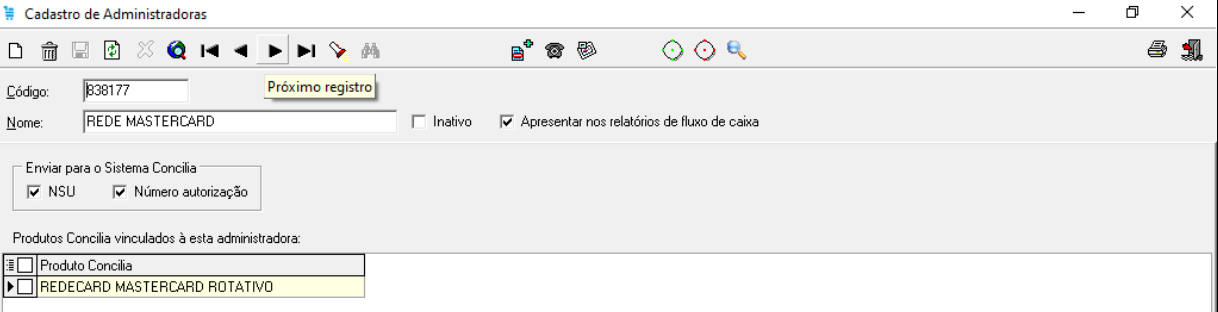 Cadastro de Administradoras
Próximo registro
Código: 838177
Nome: REDE MASTERCARD Inativo Apresentar nos relatórios de fluxo de caixa
Enviar para o Sistema Concilia
NSU Número autorização
Produtos Concilia vinculados à esta administradora:
Produto Concilia
REDECARD MASTERCARD ROTATIVO